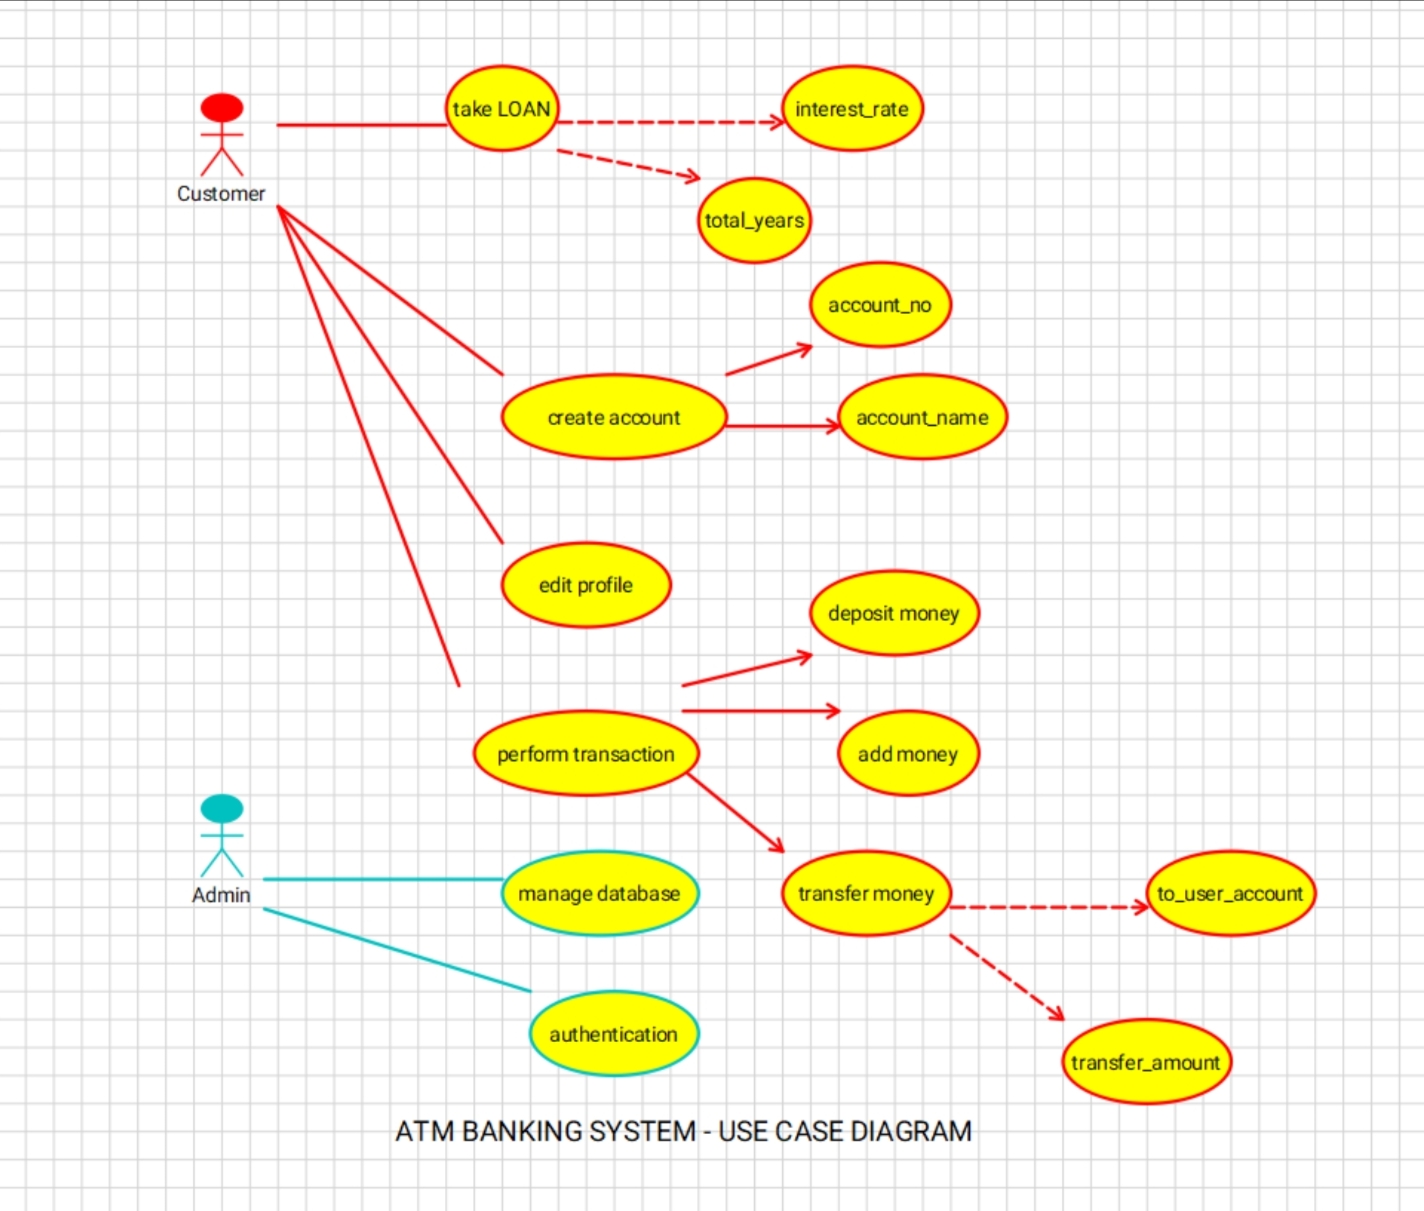 take LOAN
interest_rate
Customer
total_years
account_no
create account
account_name
edit profile
deposit money
perform transaction
add money
Admin
manage database
transfer money
to_user_account
authentication
transfer_amount
ATM BANKING SYSTEM - USE CASE DIAGRAM